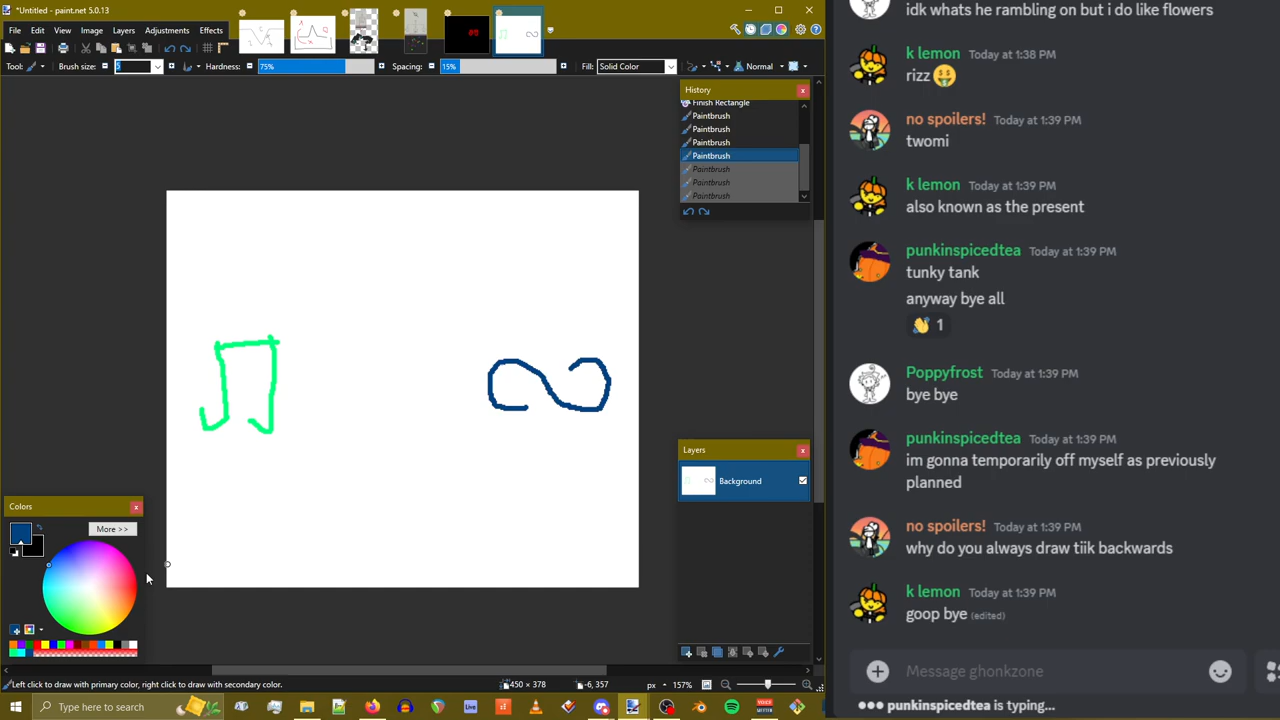 *Untitled - paint.net 5.0.13
File Edit View Image Layers Adjustments Effects
Tool: Brush size: 5 Hardness: 75% Spacing: 15% Fill: Solid Color Normal
History
Finish Rectangle
Paintbrush
Paintbrush
Paintbrush
Paintbrush
Paintbrush
Paintbrush
Paintbrush
Layers
Background
Colors
More >>
Left click to draw with primary color, right click to draw with secondary color.
450 × 378
-6, 357
px
157%
Type here to search
Live
idk whats he rambling on but i do like flowers
k lemon Today at 1:38 PM
rizz 🤑
no spoilers! Today at 1:39 PM
twomi
k lemon Today at 1:39 PM
also known as the present
punkinspicedtea Today at 1:39 PM
tunky tank
anyway bye all
👋 1
Poppyfrost Today at 1:39 PM
bye bye
punkinspicedtea Today at 1:39 PM
im gonna temporarily off myself as previously
planned
no spoilers! Today at 1:39 PM
why do you always draw tiik backwards
k lemon Today at 1:39 PM
goop bye (edited)
Message ghonkzone
punkinspicedtea is typing...